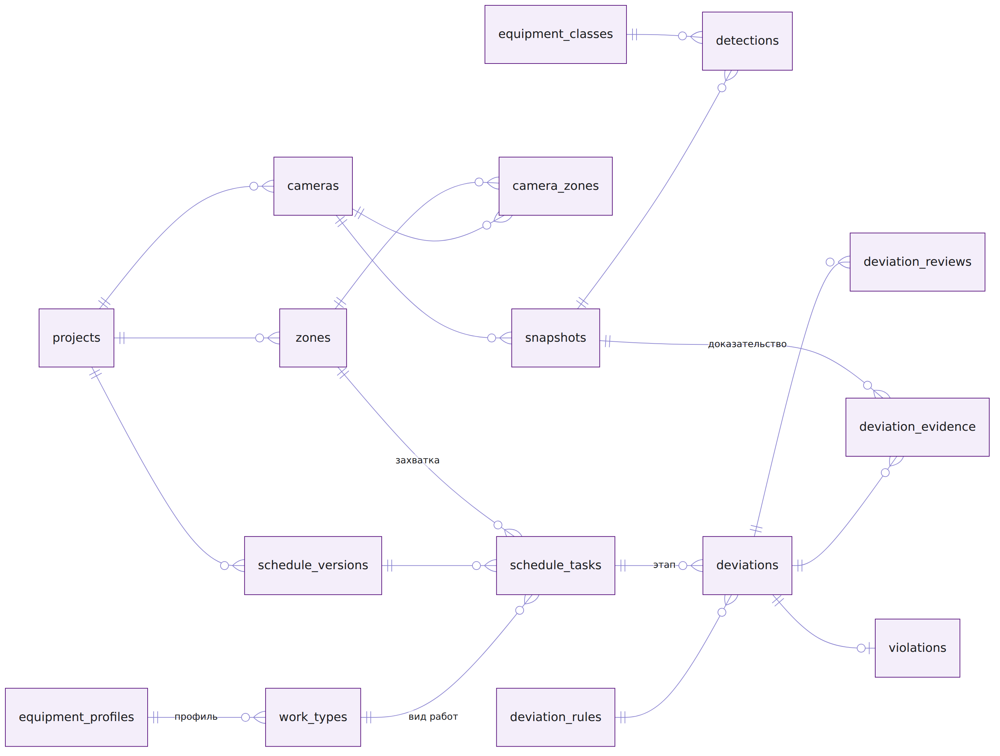 equipment_classes
detections
cameras
camera_zones
deviation_reviews
projects
zones
snapshots
доказательство
deviation_evidence
захватка
schedule_versions
schedule_tasks
этап
deviations
violations
equipment_profiles
профиль
work_types
вид работ
deviation_rules